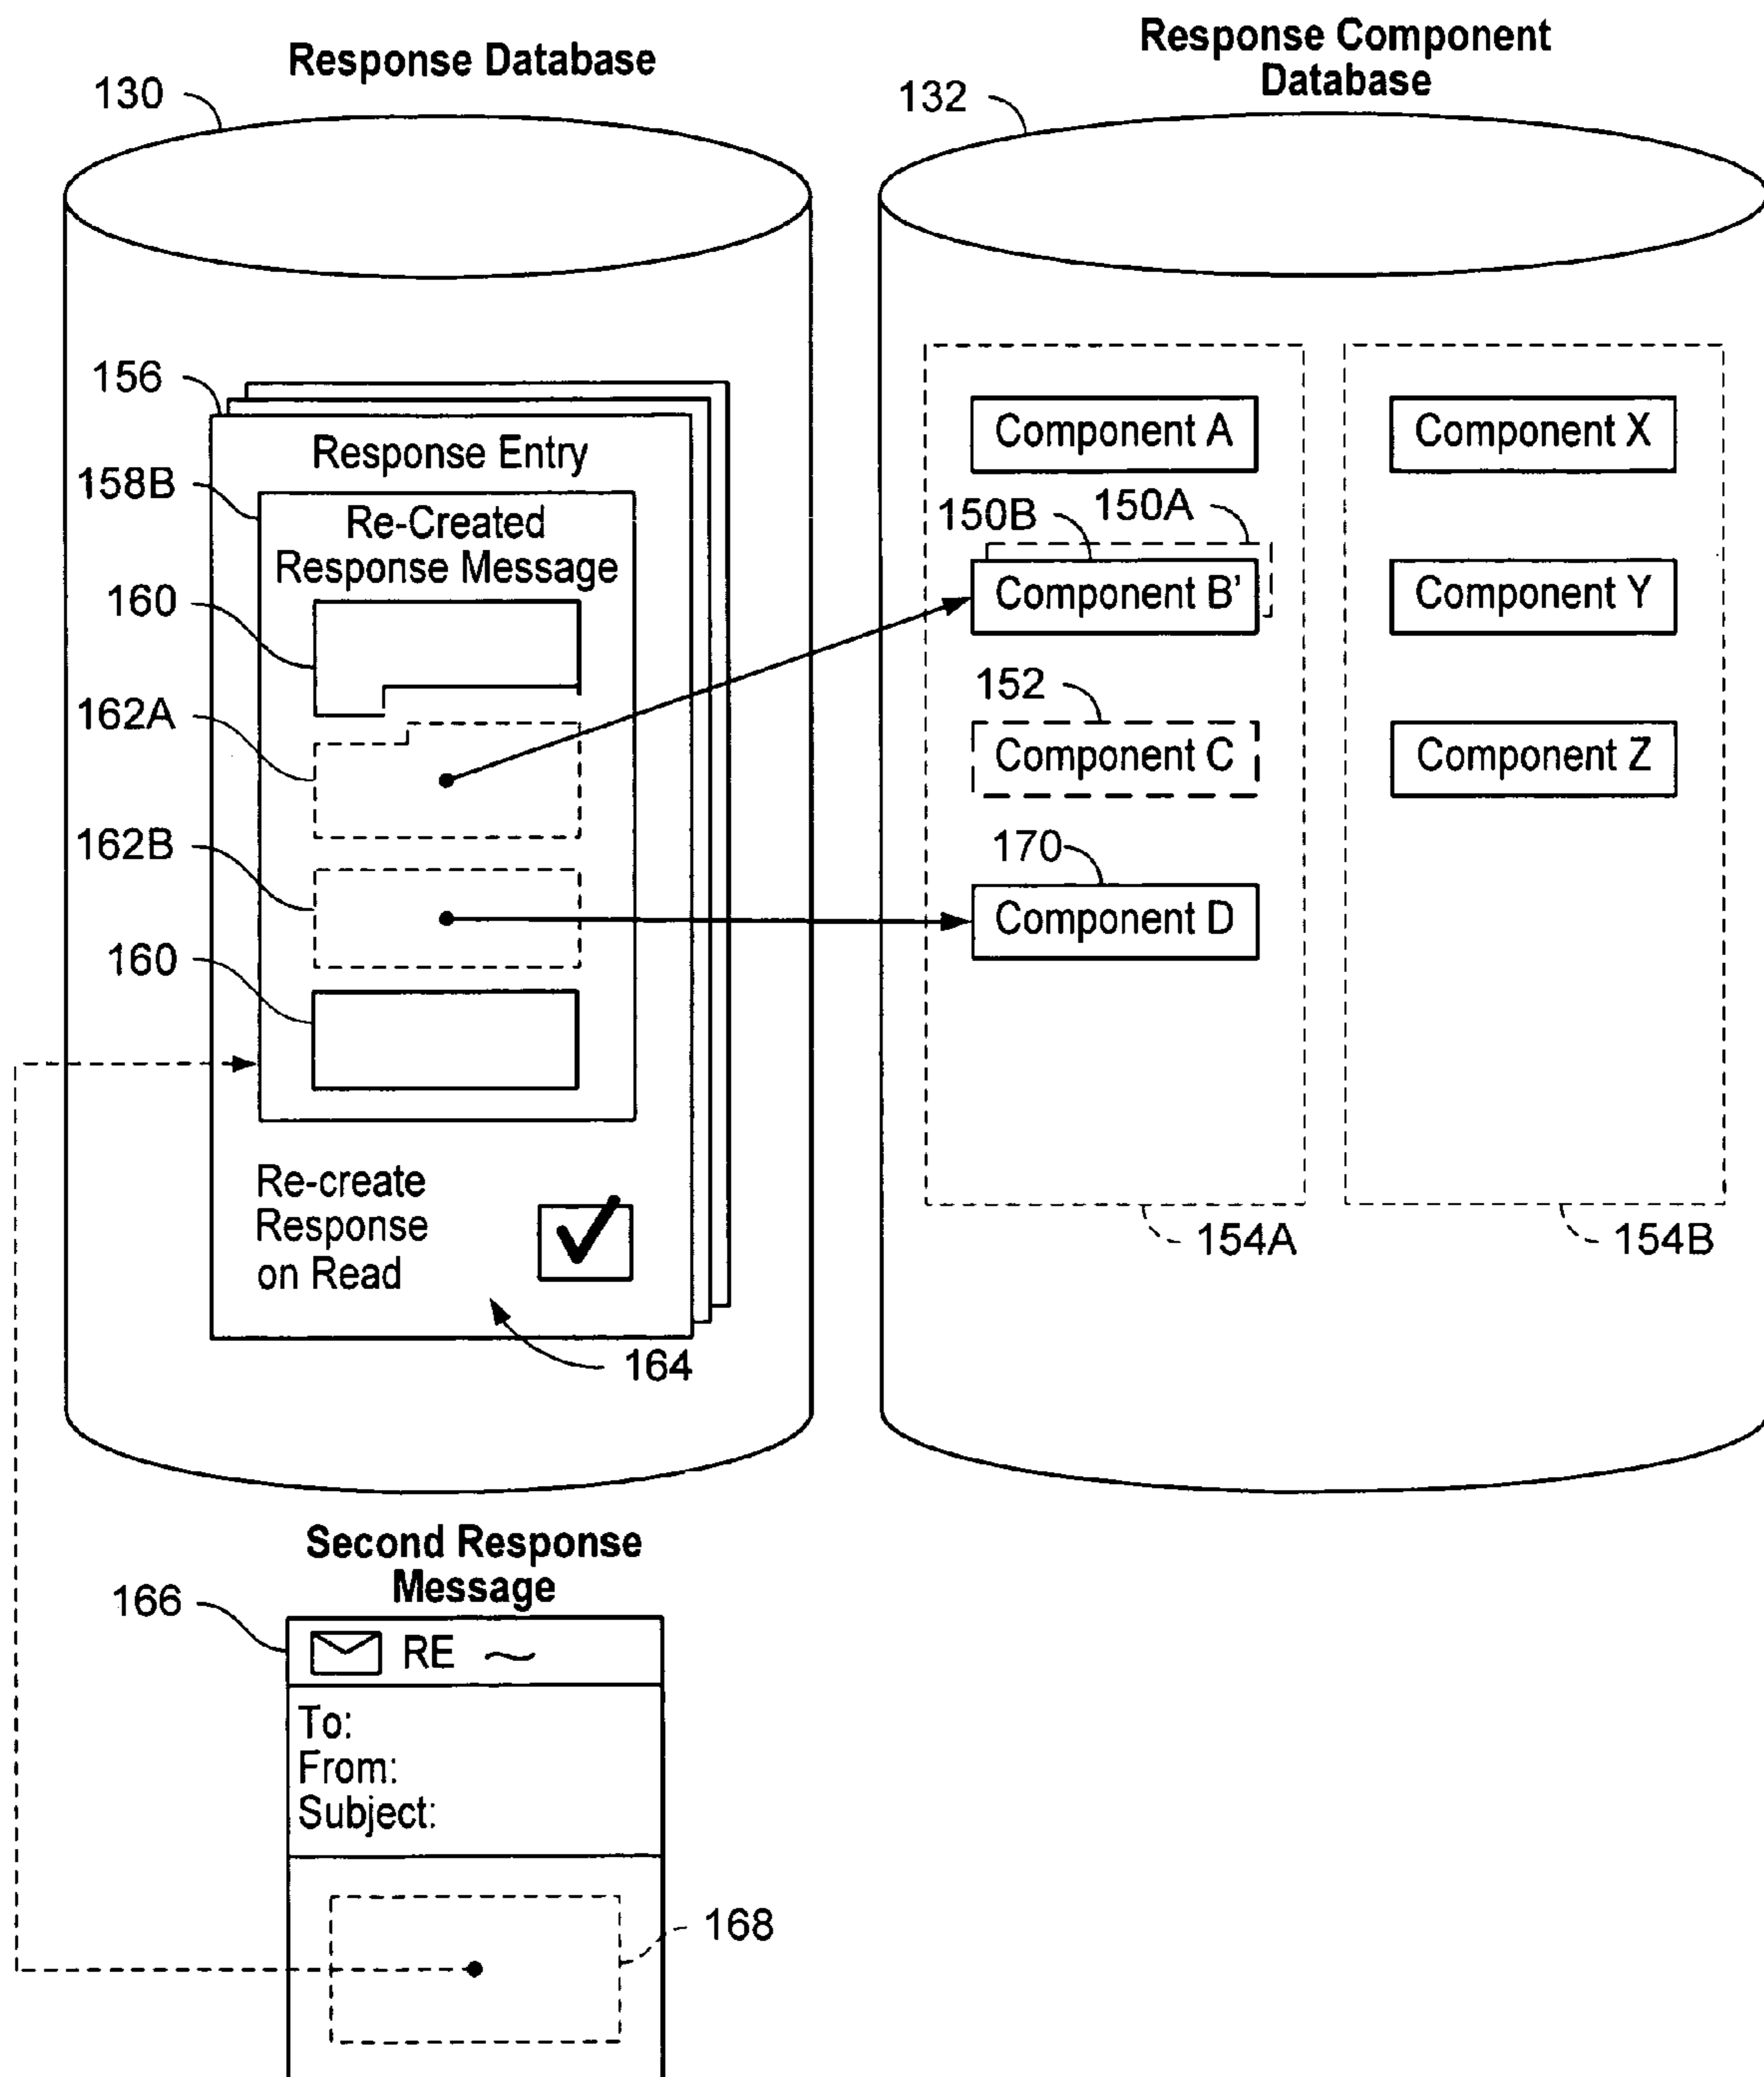 Response Database
130
Response Component
Database
132
156
Response Entry
158B
Re-Created
Response Message
160
162A
162B
160
Re-create
Response
on Read
164
Component A
150B
150A
Component B'
152
Component C
170
Component D
154A
Component X
Component Y
Component Z
154B
Second Response
Message
166
RE
To:
From:
Subject:
168